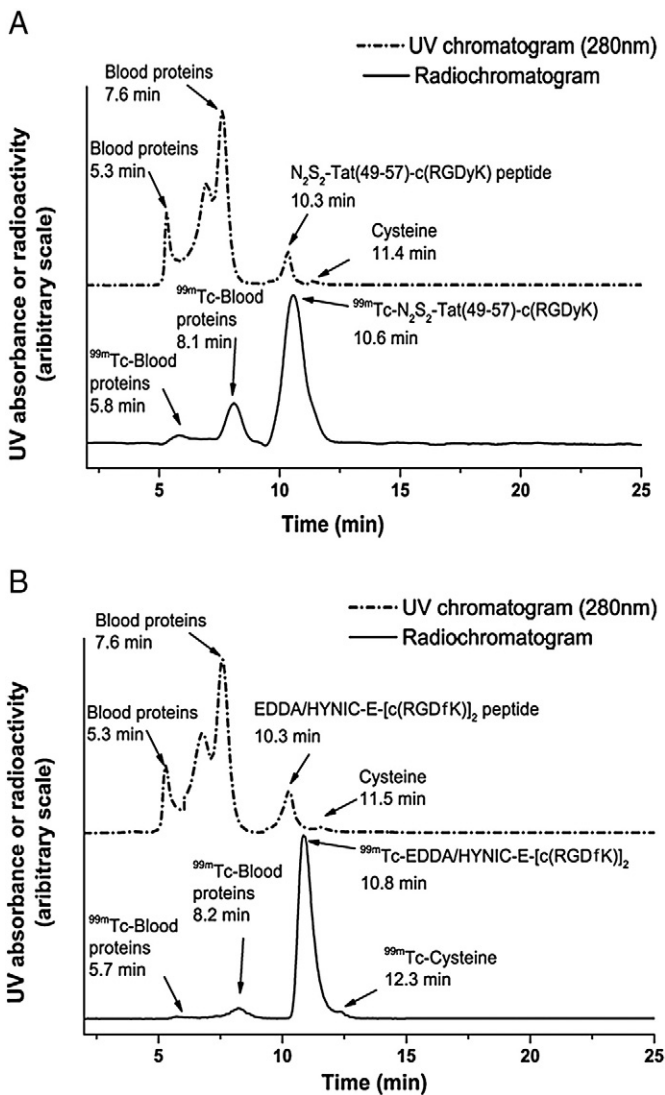 A
UV chromatogram (280nm)
Radiochromatogram
Blood proteins
7.6 min
Blood proteins
5.3 min
N2S2-Tat(49-57)-c(RGDyK) peptide
10.3 min
Cysteine
11.4 min
99mTc-Blood
proteins
8.1 min
99mTc-N2S2-Tat(49-57)-c(RGDyK)
10.6 min
99mTc-Blood
proteins
5.8 min
UV absorbance or radioactivity
(aribitrary scale)
5 10 15 20 25
Time (min)
B
UV chromatogram (280nm)
Radiochromatogram
Blood proteins
7.6 min
Blood proteins
5.3 min
EDDA/HYNIC-E-[c(RGDfK)]2 peptide
10.3 min
Cysteine
11.5 min
99mTc-EDDA/HYNIC-E-[c(RGDfK)]2
10.8 min
99mTc-Blood
proteins
8.2 min
99mTc-Blood
proteins
5.7 min
99mTc-Cysteine
12.3 min
UV absorbance or radioactivity
(aribitrary scale)
5 10 15 20 25
Time (min)